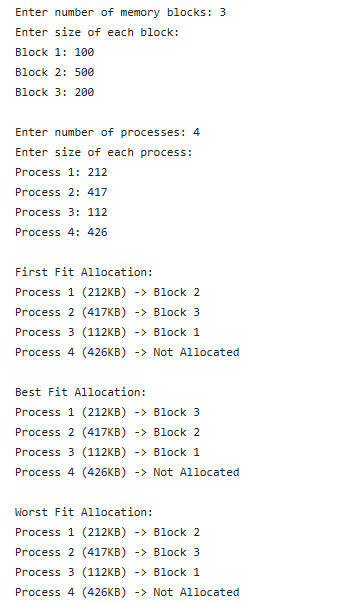 Enter number of memory blocks: 3
Enter size of each block:
Block 1: 100
Block 2: 500
Block 3: 200
Enter number of processes: 4
Enter size of each process:
Process 1: 212
Process 2: 417
Process 3: 112
Process 4: 426
First Fit Allocation:
Process 1 (212KB) -> Block 2
Process 2 (417KB) -> Block 3
Process 3 (112KB) -> Block 1
Process 4 (426KB) -> Not Allocated
Best Fit Allocation:
Process 1 (212KB) -> Block 3
Process 2 (417KB) -> Block 2
Process 3 (112KB) -> Block 1
Process 4 (426KB) -> Not Allocated
Worst Fit Allocation:
Process 1 (212KB) -> Block 2
Process 2 (417KB) -> Block 3
Process 3 (112KB) -> Block 1
Process 4 (426KB) -> Not Allocated